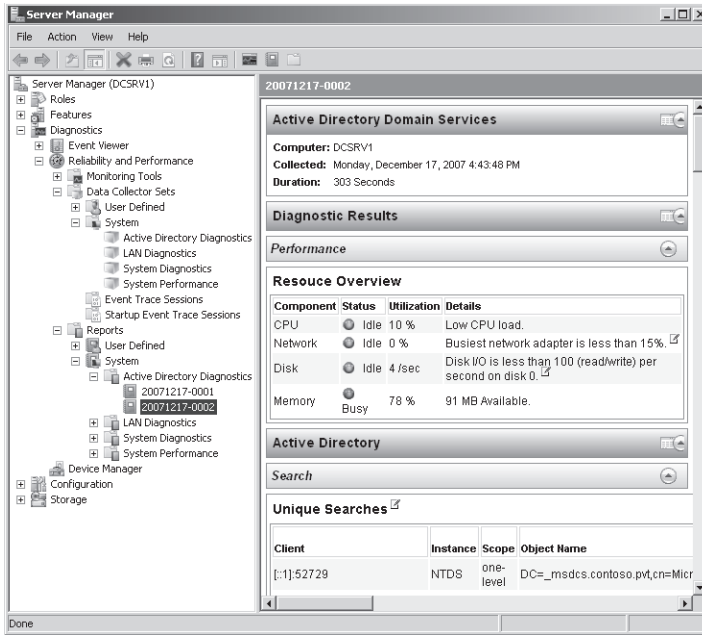 Server Manager
File Action View Help
Server Manager (DCSRV1)
Roles
Features
Diagnostics
Event Viewer
Reliability and Performance
Monitoring Tools
Data Collector Sets
User Defined
System
Active Directory Diagnostics
LAN Diagnostics
System Diagnostics
System Performance
Event Trace Sessions
Startup Event Trace Sessions
Reports
User Defined
System
Active Directory Diagnostics
20071217-0001
20071217-0002
LAN Diagnostics
System Diagnostics
System Performance
Device Manager
Configuration
Storage
20071217-0002
Active Directory Domain Services
Computer: DCSRV1
Collected: Monday, December 17, 2007 4:43:48 PM
Duration: 303 Seconds
Diagnostic Results
Performance
Resouce Overview
Component Status Utilization Details
CPU Idle 10 % Low CPU load.
Network Idle 0 % Busiest network adapter is less than 15%.
Disk Idle 4 /sec Disk I/O is less than 100 (read/write) per
second on disk 0.
Memory Busy 78 % 91 MB Available.
Active Directory
Search
Unique Searches
Client Instance Scope Object Name
[::1]:52729 NTDS one-
level DC=_msdcs.contoso.pvt,cn=Micr
Done